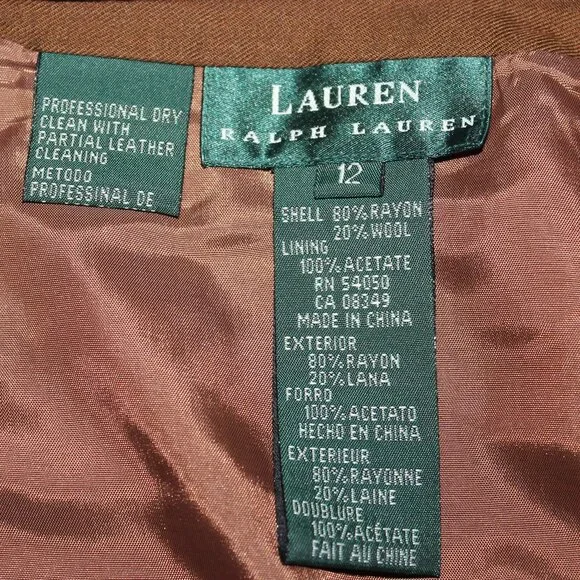 PROFESSIONAL DRY
CLEAN WITH
PARTIAL LEATHER
CLEANING
METODO
PROFESSINAL DE
LAUREN
RALPH LAUREN
12
SHELL 80% RAYON
20% WOOL
LINING
100% ACETATE
RN 54050
CA 08349
MADE IN CHINA
EXTERIOR
80% RAYON
20% LANA
FORRO
100% ACETATO
HECHO EN CHINA
EXTERIEUR
80% RAYONNE
20% LAINE
DOUBLURE
100% ACÉTATE
FAIT AU CHINE